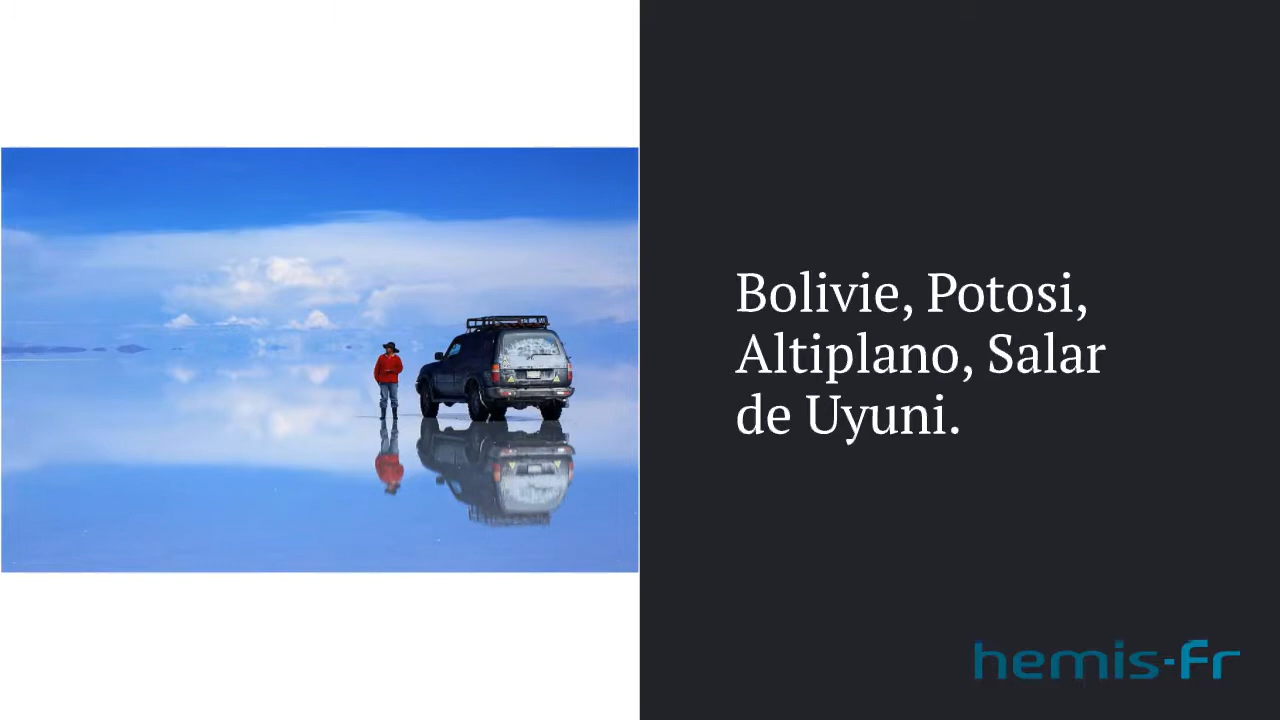 Bolivie, Potosi,
Altiplano, Salar
de Uyuni.
hemis-Fr